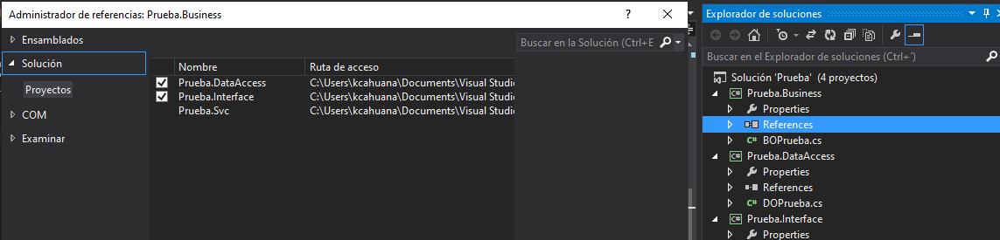 Administrador de referencias: Prueba.Business
Ensamblados
Solución
Proyectos
COM
Examinar
Nombre Ruta de acceso
Prueba.DataAccess C:\Users\kcahuana\Documents\Visual Studio
Prueba.Interface C:\Users\kcahuana\Documents\Visual Studio
Prueba.Svc C:\Users\kcahuana\Documents\Visual Studio
Buscar en la Solución (Ctrl+E
Explorador de soluciones
Buscar en el Explorador de soluciones (Ctrl+´)
Solución 'Prueba' (4 proyectos)
C# Prueba.Business
Properties
References
C# BOPrueba.cs
C# Prueba.DataAccess
Properties
References
C# DOPrueba.cs
C# Prueba.Interface
Properties